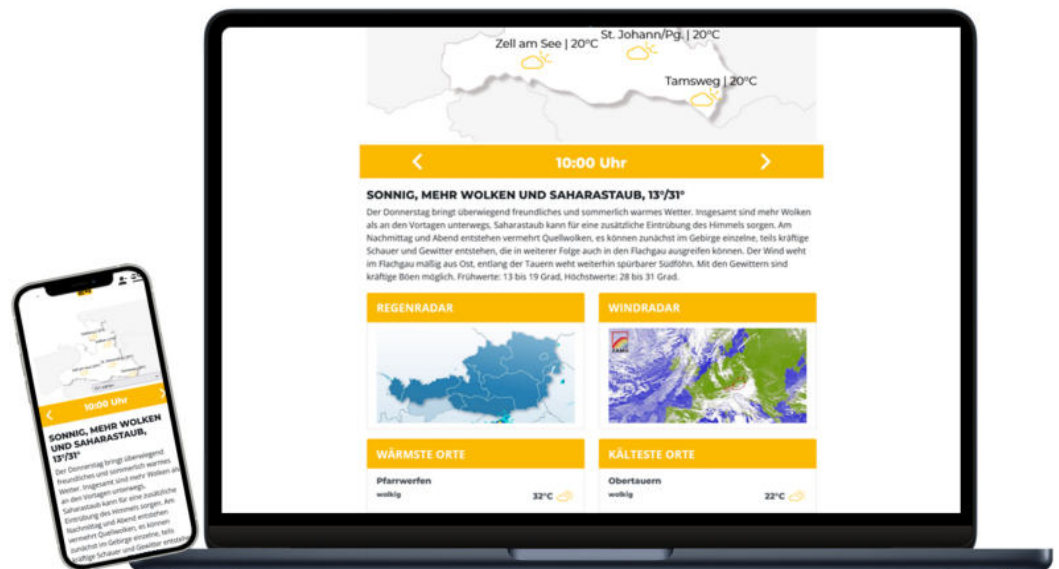 St. Johann/Pg. | 20°C
Zell am See | 20°C
Tamsweg | 20°C
10:00 Uhr
SONNIG, MEHR WOLKEN UND SAHARASTAUB, 13°/31°
Der Donnerstag bringt überwiegend freundliches und sommerlich warmes Wetter. Insgesamt sind mehr Wolken
als an den Vortagen unterwegs, Saharastaub kann für eine zusätzliche Eintrübung des Himmels sorgen. Am
Nachmittag und Abend entstehen vermehrt Quellwolken, es können zunächst im Gebirge einzelne, teils kräftige
Schauer und Gewitter entstehen, die in weiterer Folge auch in den Flachgau ausgreifen können. Der Wind weht
im Flachgau mäßig aus Ost, entlang der Tauern weht weiterhin spürbarer Südföhn. Mit den Gewittern sind
kräftige Böen möglich. Frühwerte: 13 bis 19 Grad, Höchstwerte: 28 bis 31 Grad.
REGENRADAR
WINDRADAR
WÄRMSTE ORTE
KÄLTESTE ORTE
Pfarrwerfen
wolkig
32°C
Obertauern
wolkig
22°C
10:00 Uhr
SONNIG, MEHR WOLKEN
UND SAHARASTAUB,
13°/31°
Der Donnerstag bringt überwiegend
freundliches und sommerlich warmes
Wetter. Insgesamt sind mehr Wolken als
an den Vortagen unterwegs,
Saharastaub kann für eine zusätzliche
Eintrübung des Himmels sorgen. Am
Nachmittag und Abend entstehen
vermehrt Quellwolken, es können
zunächst im Gebirge einzelne, teils
kräftige Schauer und Gewitter entstehen